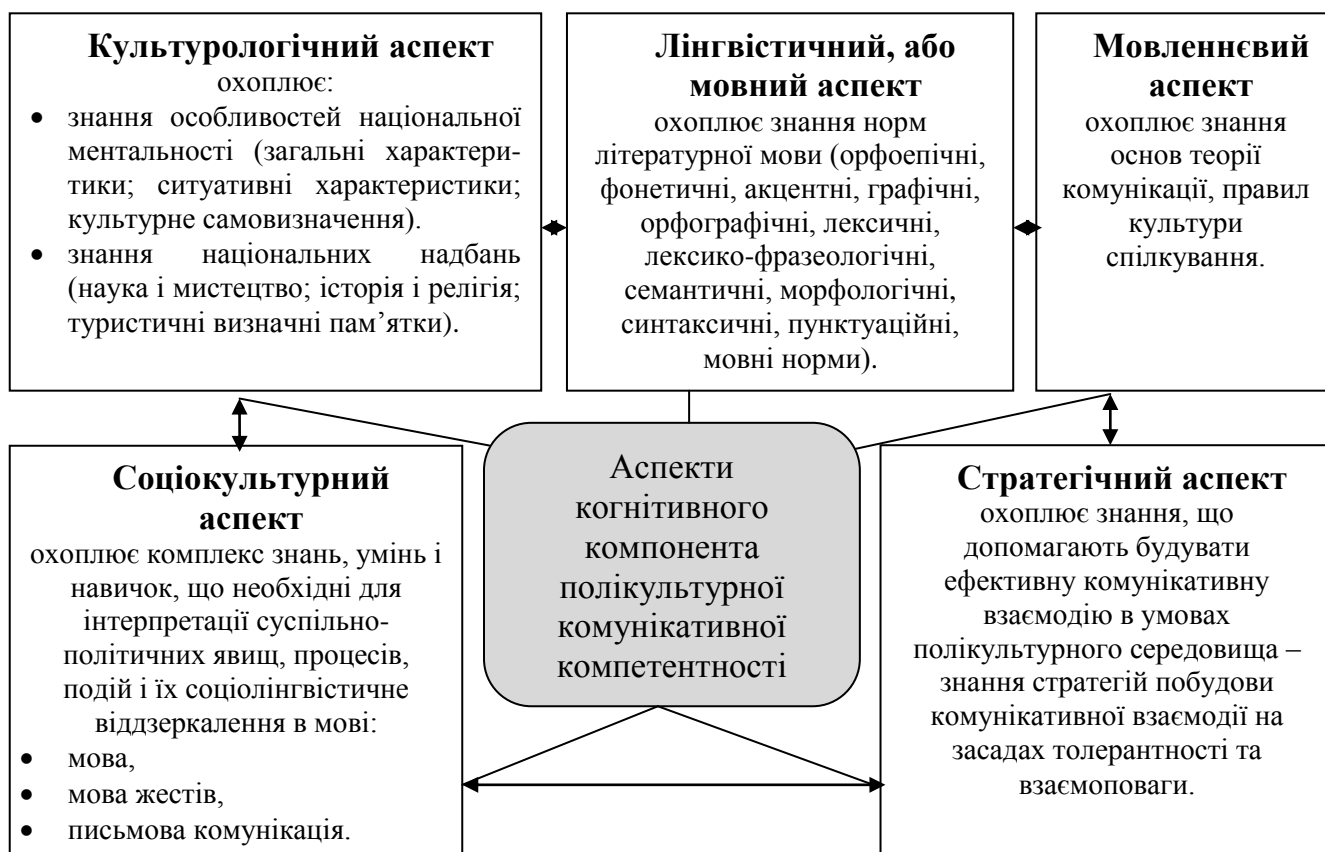 Культурологічний аспект
охоплює:
• знання особливостей національної
ментальності (загальні характери-
тики; ситуативні характеристики;
культурне самовизначення).
• знання національних надбань
(наука і мистецтво; історія і релігія;
туристичні визначні пам’ятки).
Лінгвістичний, або
мовний аспект
охоплює знання норм
літературної мови (орфоепічні,
фонетичні, акцентні, графічні,
орфографічні, лексичні,
лексико-фразеологічні,
семантичні, морфологічні,
синтаксичні, пунктуаційні,
мовні норми).
Мовленнєвий
аспект
охоплює знання
основ теорії
комунікації, правил
культури
спілкування.
Соціокультурний
аспект
охоплює комплекс знань, умінь і
навичок, що необхідні для
інтерпретації суспільно-
політичних явищ, процесів,
подій і їх соціолінгвістичне
віддзеркалення в мові:
• мова,
• мова жестів,
• письмова комунікація.
Аспекти
когнітивного
компонента
полікультурної
комунікативної
компетентності
Стратегічний аспект
охоплює знання, що
допомагають будувати
ефективну комунікативну
взаємодію в умовах
полікультурного середовища –
знання стратегій побудови
комунікативної взаємодії на
засадах толерантності та
взаємоповаги.